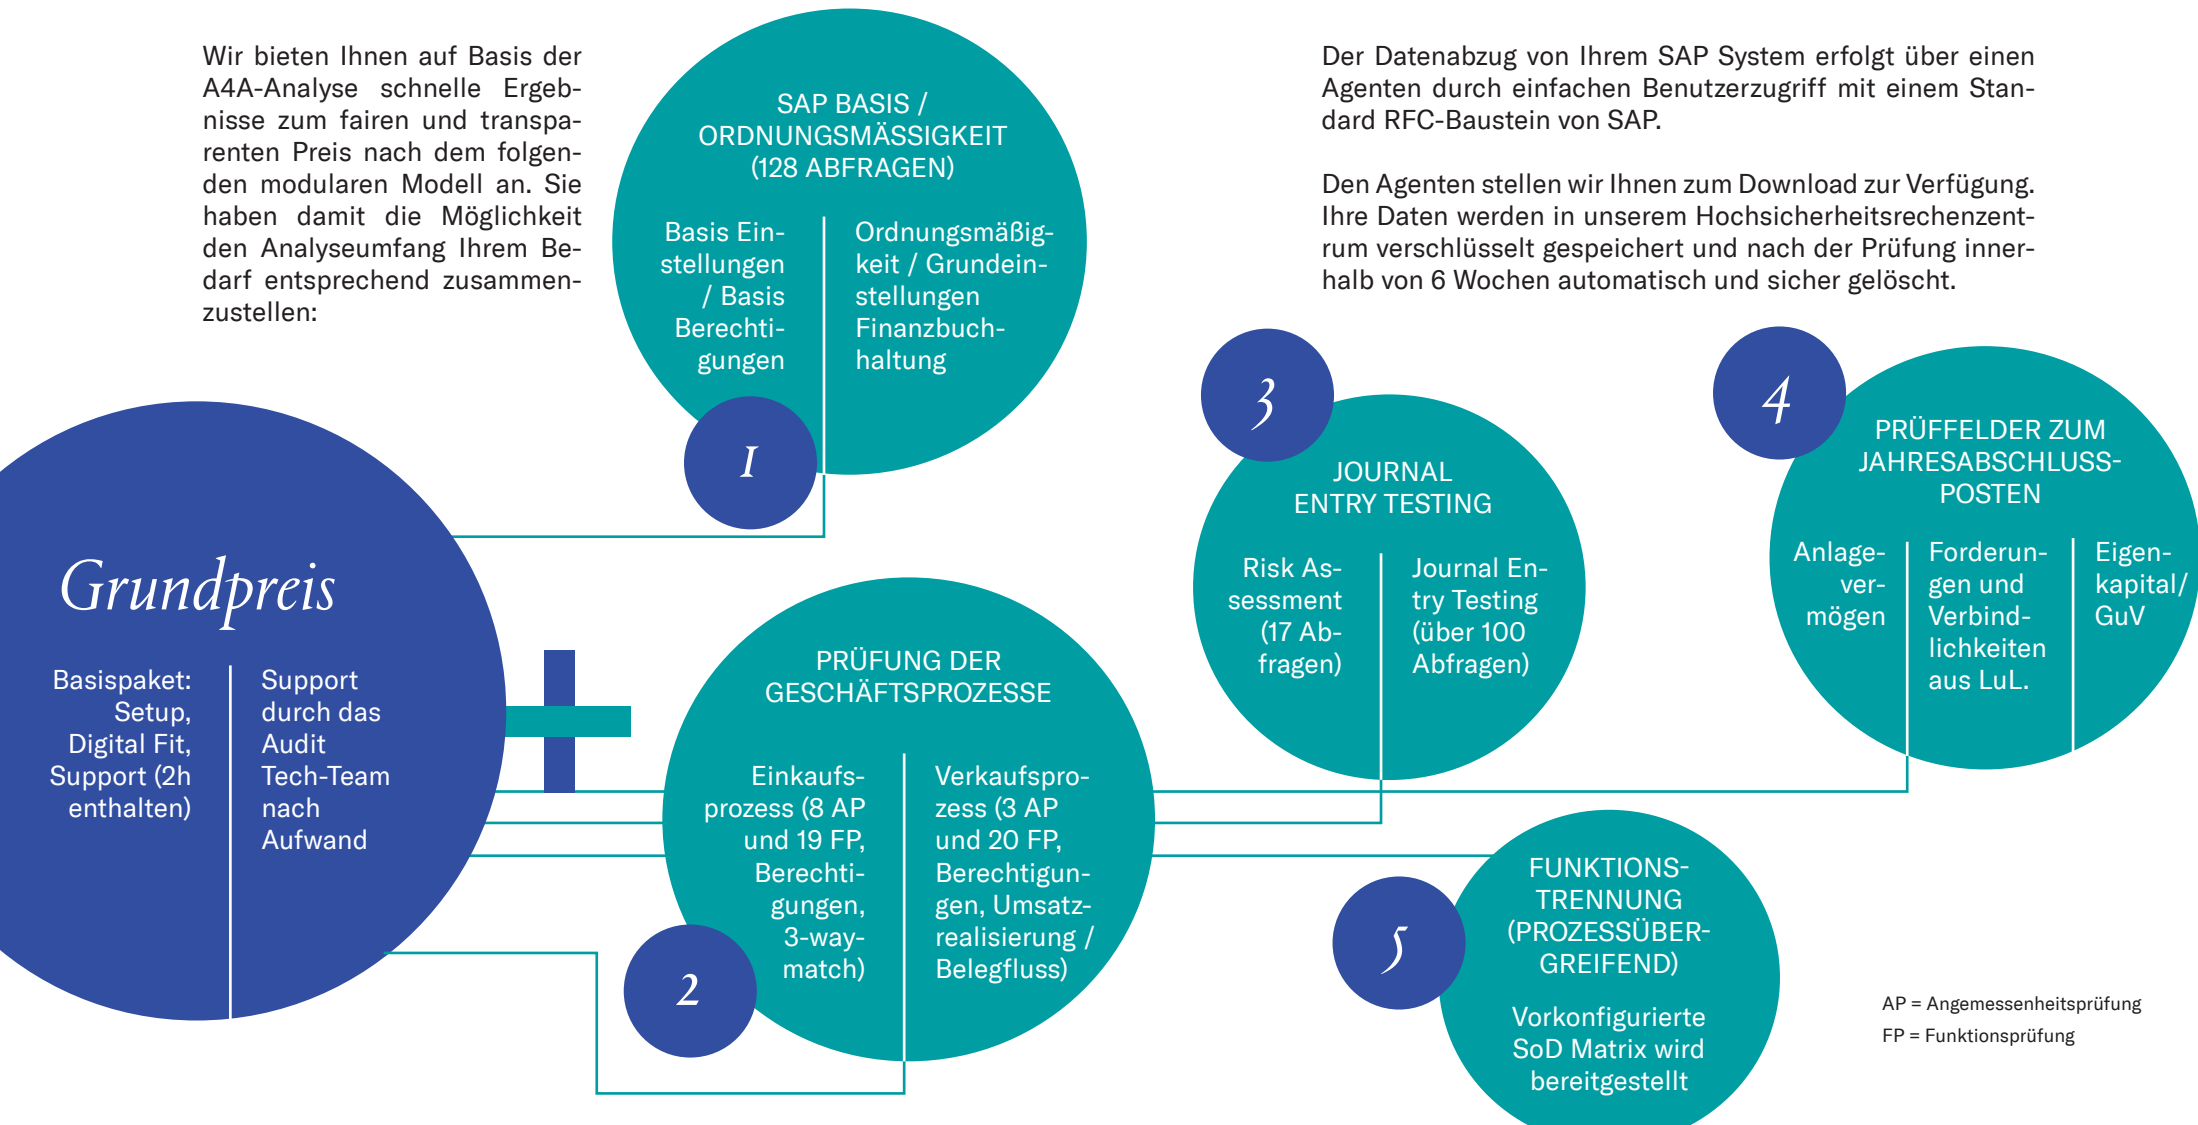 Wir bieten Ihnen auf Basis der
A4A-Analyse schnelle Ergeb-
nisse zum fairen und transpa-
renten Preis nach dem folgen-
den modularen Modell an. Sie
haben damit die Möglichkeit
den Analyseumfang Ihrem Be-
darf entsprechend zusammen-
zustellen:
SAP BASIS /
ORDNUNGSMÄSSIGKEIT
(128 ABFRAGEN)
Basis Ein-
stellungen
/ Basis
Berechti-
gungen
Ordnungsmäßig-
keit / Grundein-
stellungen
Finanzbuch-
haltung
1
Der Datenabzug von Ihrem SAP System erfolgt über einen
Agenten durch einfachen Benutzerzugriff mit einem Stan-
dard RFC-Baustein von SAP.
Den Agenten stellen wir Ihnen zum Download zur Verfügung.
Ihre Daten werden in unserem Hochsicherheitsrechenzent-
rum verschlüsselt gespeichert und nach der Prüfung inner-
halb von 6 Wochen automatisch und sicher gelöscht.
Grundpreis
Basispaket:
Setup,
Digital Fit,
Support (2h
enthalten)
Support
durch das
Audit
Tech-Team
nach
Aufwand
PRÜFUNG DER
GESCHÄFTSPROZESSE
Einkaufs-
prozess (8 AP
und 19 FP,
Berechti-
gungen,
3-way-
match)
Verkaufspro-
zess (3 AP
und 20 FP,
Berechtigun-
gen, Umsatz-
realisierung /
Belegfluss)
2
3
JOURNAL
ENTRY TESTING
Risk As-
sessment
(17 Ab-
fragen)
Journal En-
try Testing
(über 100
Abfragen)
4
PRÜFFELDER ZUM
JAHRESABSCHLUSS-
POSTEN
Anlage-
ver-
mögen
Forderun-
gen und
Verbind-
lichkeiten
aus LuL.
Eigen-
kapital/
GuV
5
FUNKTIONS-
TRENNUNG
(PROZESSÜBER-
GREIFEND)
Vorkonfigurierte
SoD Matrix wird
bereitgestellt
AP = Angemessenheitsprüfung
FP = Funktionsprüfung